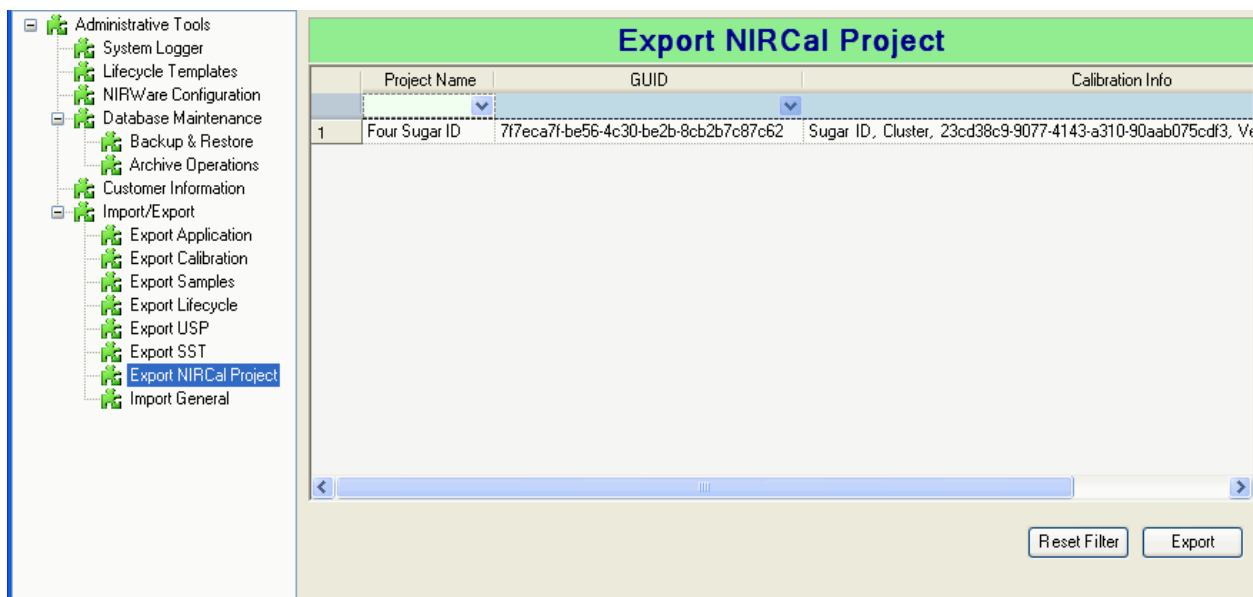 Administrative Tools
System Logger
Lifecycle Templates
NIRWare Configuration
Database Maintenance
Backup & Restore
Archive Operations
Customer Information
Import/Export
Export Application
Export Calibration
Export Samples
Export Lifecycle
Export USP
Export SST
Export NIRCal Project
Import General
Export NIRCal Project
Project Name GUID Calibration Info
1 Four Sugar ID 7f7eca7f-be56-4c30-be2b-8cb2b7c87c62 Sugar ID, Cluster, 23cd38c9-9077-4143-a310-90aab075cdf3, Ve
Reset Filter Export